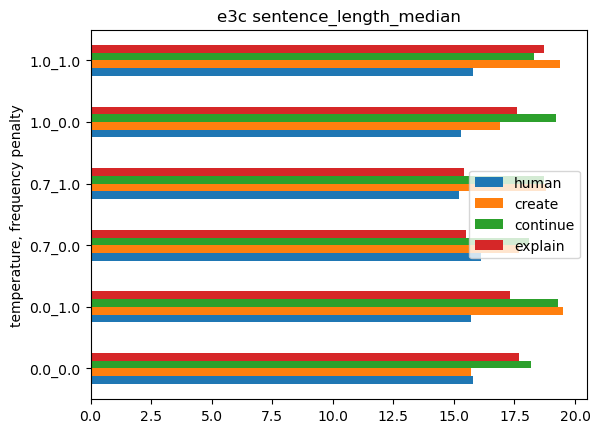 e3c sentence_length_median
temperature, frequency penalty
1.0_1.0
1.0_0.0
0.7_1.0
0.7_0.0
0.0_1.0
0.0_0.0
human
create
continue
explain
0.0 2.5 5.0 7.5 10.0 12.5 15.0 17.5 20.0